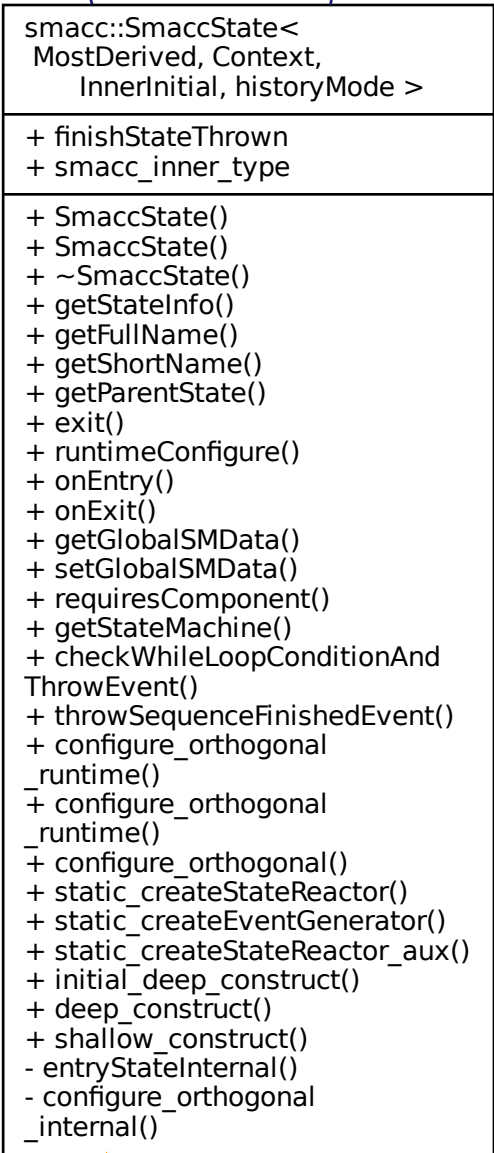 smacc::SmaccState<
MostDerived, Context,
InnerInitial, historyMode >
+ finishStateThrown
+ smacc_inner_type
+ SmaccState()
+ SmaccState()
+ ~SmaccState()
+ getStateInfo()
+ getFullName()
+ getShortName()
+ getParentState()
+ exit()
+ runtimeConfigure()
+ onEntry()
+ onExit()
+ getGlobalSMData()
+ setGlobalSMData()
+ requiresComponent()
+ getStateMachine()
+ checkWhileLoopConditionAnd
ThrowEvent()
+ throwSequenceFinishedEvent()
+ configure_orthogonal
_runtime()
+ configure_orthogonal
_runtime()
+ configure_orthogonal()
+ static_createStateReactor()
+ static_createEventGenerator()
+ static_createStateReactor_aux()
+ initial_deep_construct()
+ deep_construct()
+ shallow_construct()
- entryStateInternal()
- configure_orthogonal
_internal()